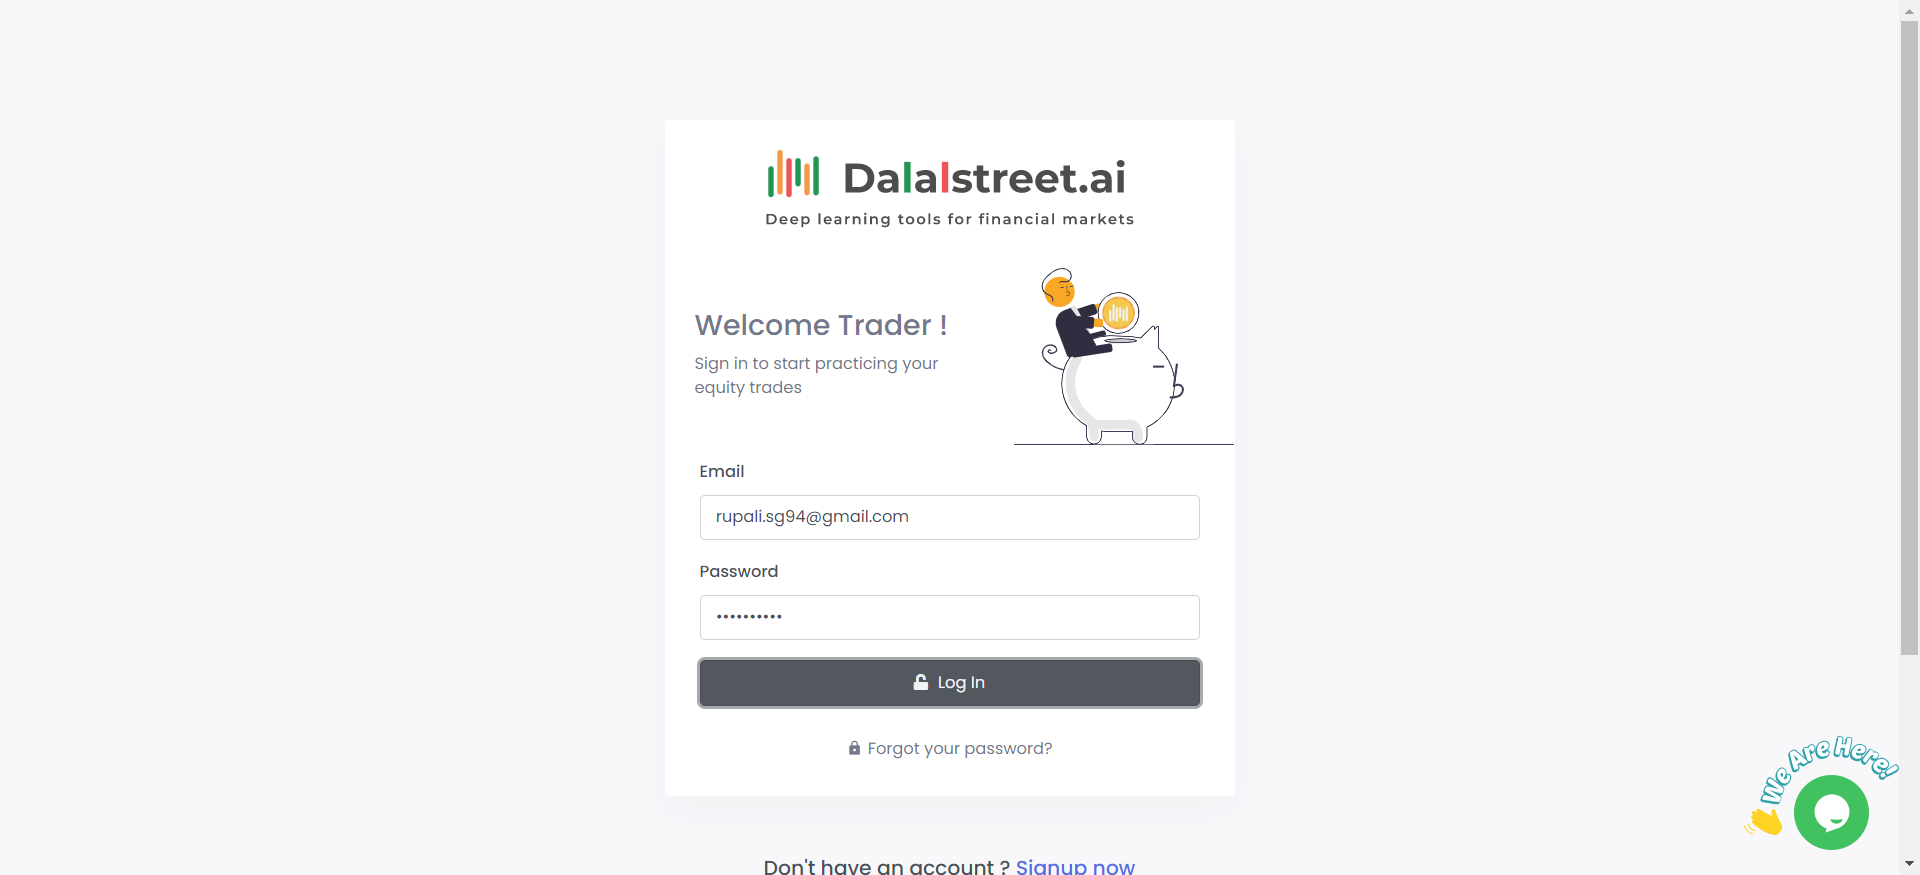 Dalalstreet.ai
Deep learning tools for financial markets
Welcome Trader !
Sign in to start practicing your
equity trades
Email
rupali.sg94@gmail.com
Password
••••••••••
Log In
Forgot your password?
We Are Here!
Don't have an account ? Signup now